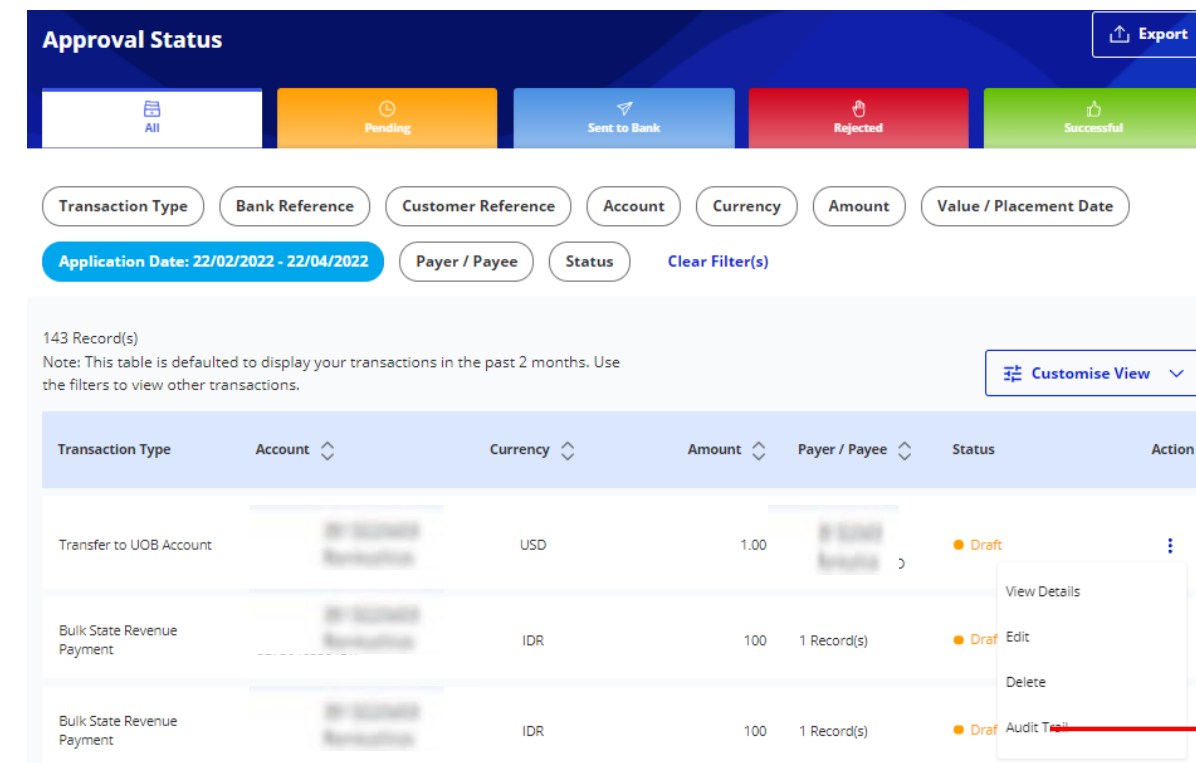 Approval Status
Export
All
Pending
Sent to Bank
Rejected
Successful
Transaction Type Bank Reference Customer Reference Account Currency Amount Value / Placement Date
Application Date: 22/02/2022 - 22/04/2022 Payer / Payee Status Clear Filter(s)
143 Record(s)
Note: This table is defaulted to display your transactions in the past 2 months. Use
the filters to view other transactions.
Customise View
Transaction Type Account Currency Amount Payer / Payee Status Action
Transfer to UOB Account USD 1.00 Draft
View Details
Bulk State Revenue
Payment
IDR 100 1 Record(s) Draf
Edit
Delete
Bulk State Revenue
Payment
IDR 100 1 Record(s) Draf
Audit Trail